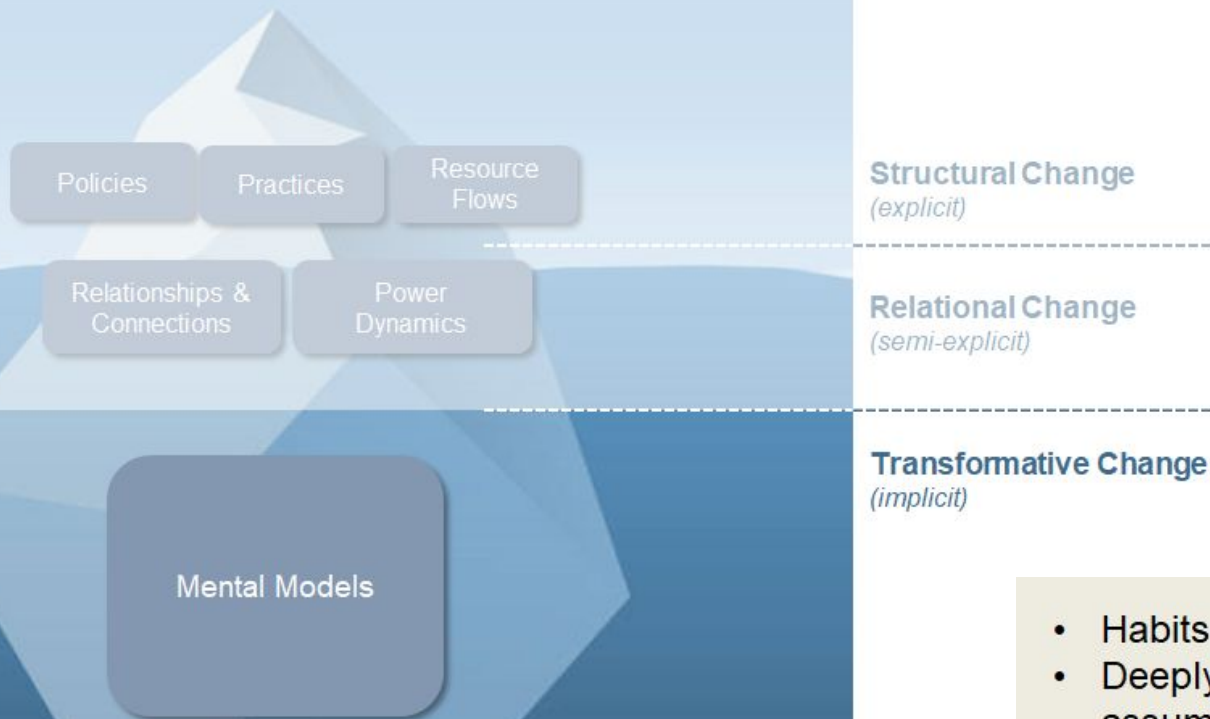 Policies
Practices
Resource
Flows
Structural Change
(explicit)
Relationships &
Connections
Power
Dynamics
Relational Change
(semi-explicit)
Transformative Change
(implicit)
Mental Models
• Habits
• Deeply